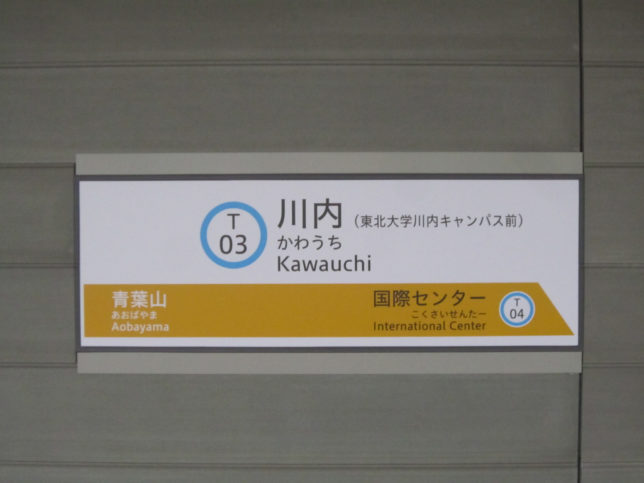 T
03
川内（東北大学川内キャンパス前）
かわうち
Kawauchi
青葉山
あおばやま
Aobayama
国際センター
こくさいせんたー
International Center
T
04